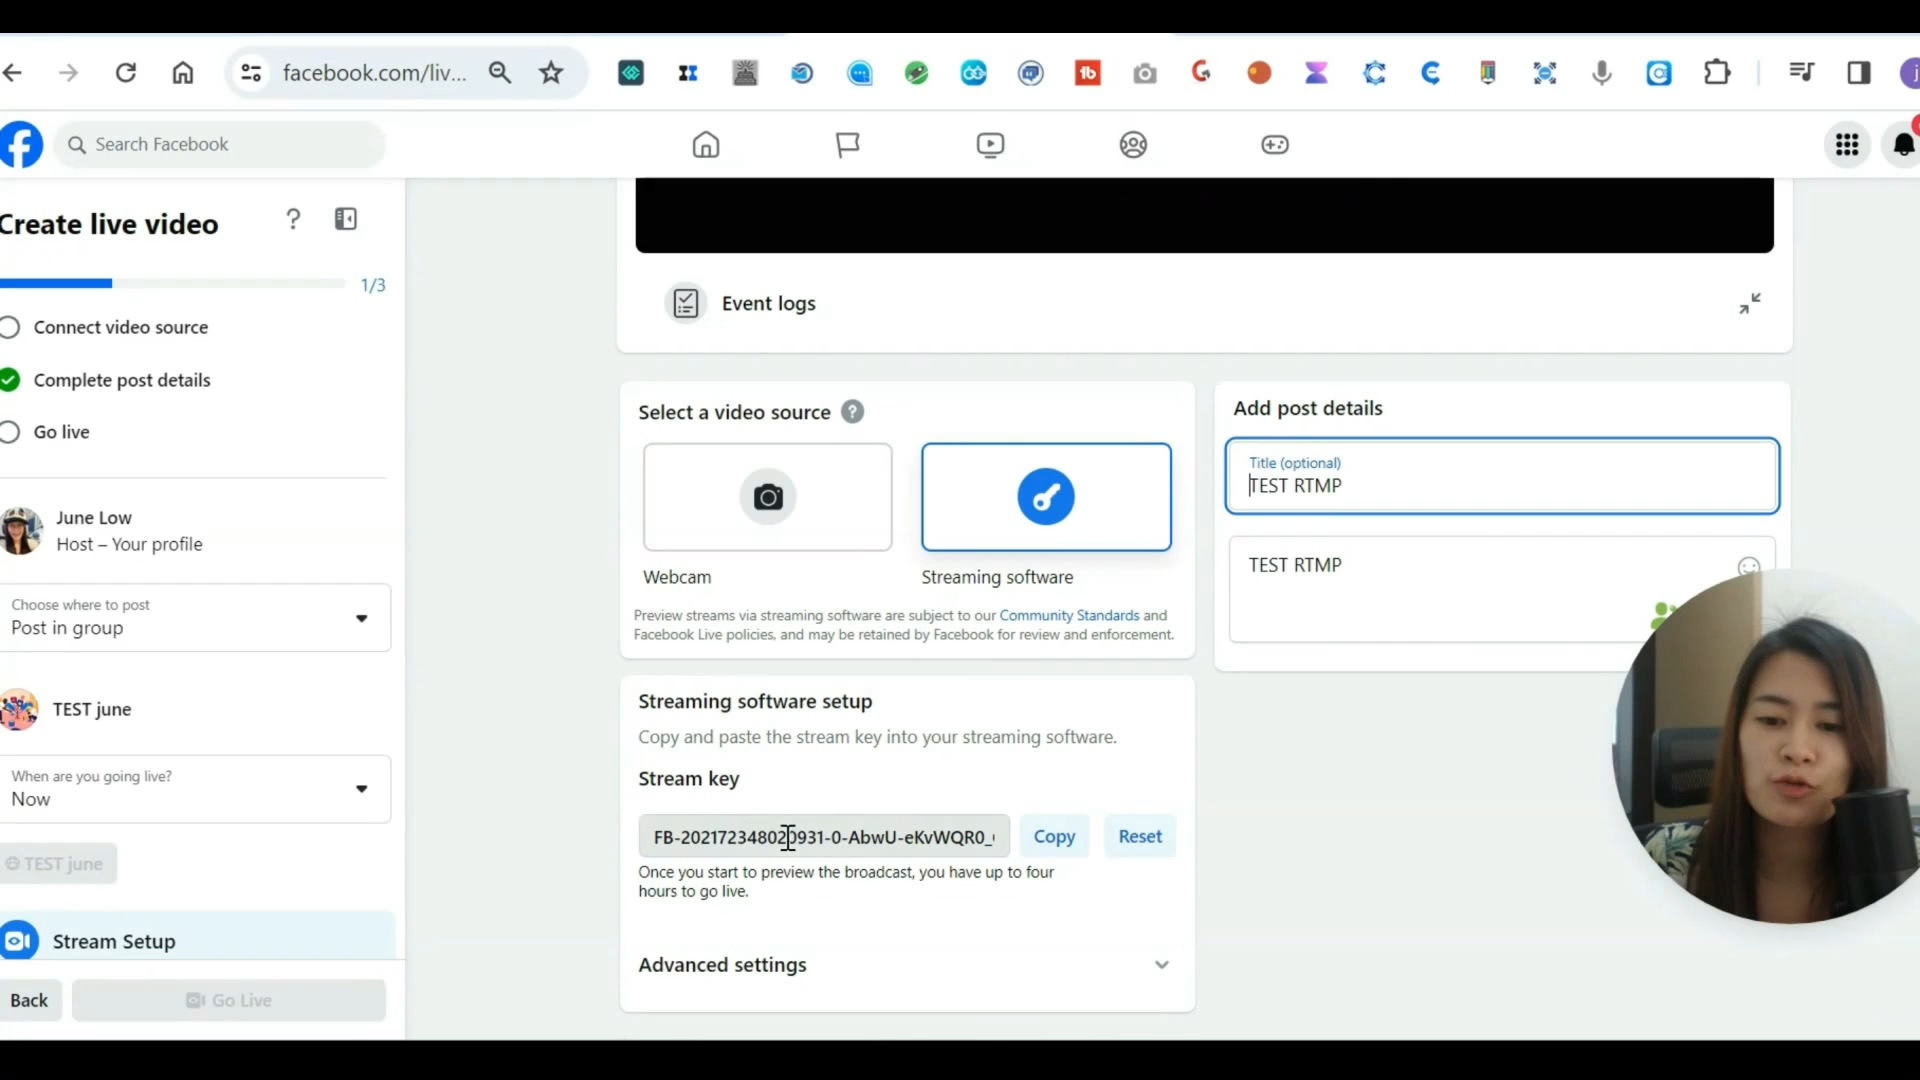 facebook.com/liv...
Search Facebook
Create live video
1/3
Connect video source
Complete post details
Go live
June Low
Host – Your profile
Choose where to post
Post in group
TEST june
When are you going live?
Now
TEST june
Stream Setup
Back
Go Live
Event logs
Select a video source
Webcam
Streaming software
Preview streams via streaming software are subject to our Community Standards and
Facebook Live policies, and may be retained by Facebook for review and enforcement.
Streaming software setup
Copy and paste the stream key into your streaming software.
Stream key
FB-202172348020931-0-AbwU-eKvWQR0_
Copy
Reset
Once you start to preview the broadcast, you have up to four
hours to go live.
Advanced settings
Add post details
Title (optional)
TEST RTMP
TEST RTMP